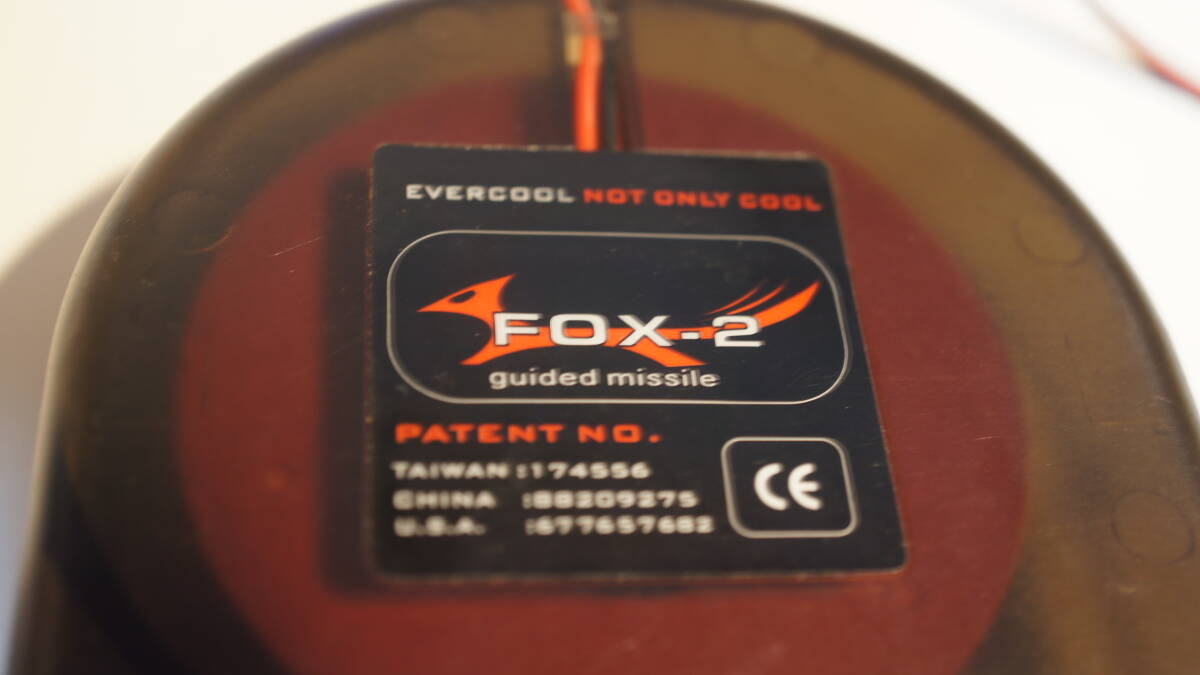 EVERCOOL NOT ONLY COOL
FOX-2
guided missile
PATENT NO.
TAIWAN :174556
CHINA :88209275
U.S.A. :677657682
CE